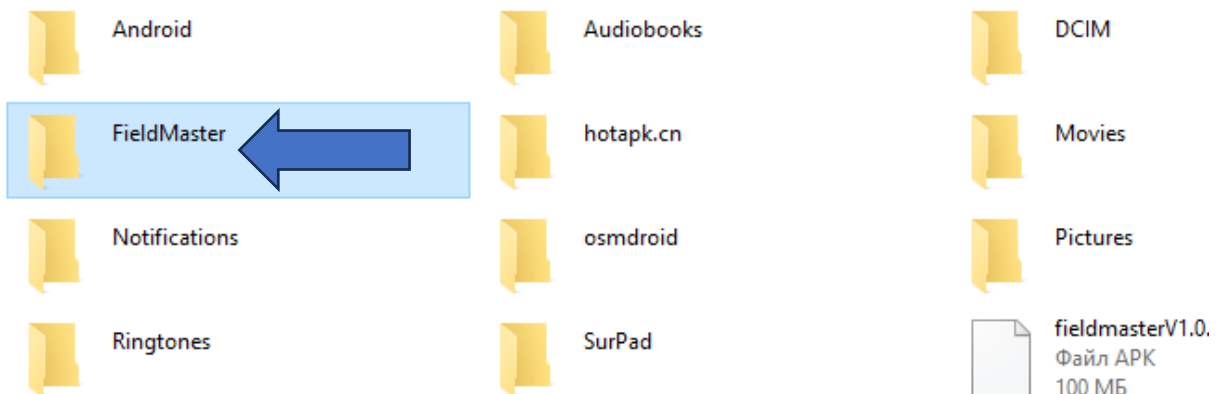 Android
Audiobooks
DCIM
FieldMaster
hotapk.cn
Movies
Notifications
osmdroid
Pictures
Ringtones
SurPad
fieldmasterV1.0.
Файл APK
100 МБ